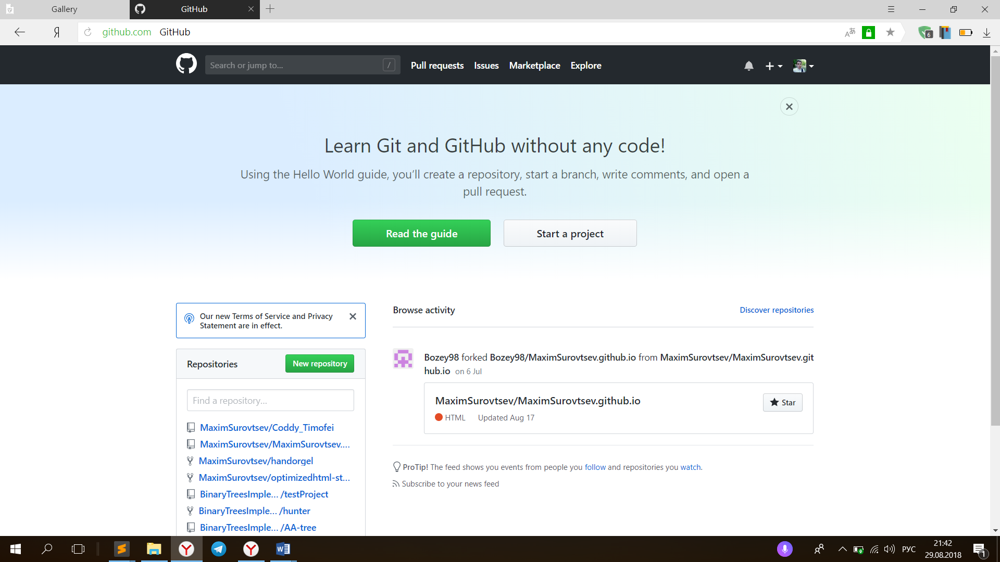 Gallery
GitHub
Я
github.com GitHub
6
Search or jump to...
/
Pull requests Issues Marketplace Explore
Learn Git and GitHub without any code!
Using the Hello World guide, you’ll create a repository, start a branch, write comments, and open a
pull request.
Read the guide
Start a project
Our new Terms of Service and Privacy
Statement are in effect.
Repositories
New repository
Find a repository...
MaximSurovtsev/Coddy_Timofei
MaximSurovtsev/MaximSurovtsev....
MaximSurovtsev/handorgel
MaximSurovtsev/optimizedhtml-st...
BinaryTreesImple... /testProject
BinaryTreesImple... /hunter
BinaryTreesImple... /AA-tree
Browse activity
Discover repositories
Bozey98 forked Bozey98/MaximSurovtsev.github.io from MaximSurovtsev/MaximSurovtsev.git
hub.io on 6 Jul
MaximSurovtsev/MaximSurovtsev.github.io
Star
HTML Updated Aug 17
ProTip! The feed shows you events from people you follow and repositories you watch.
Subscribe to your news feed
РУС
21:42
29.08.2018
1